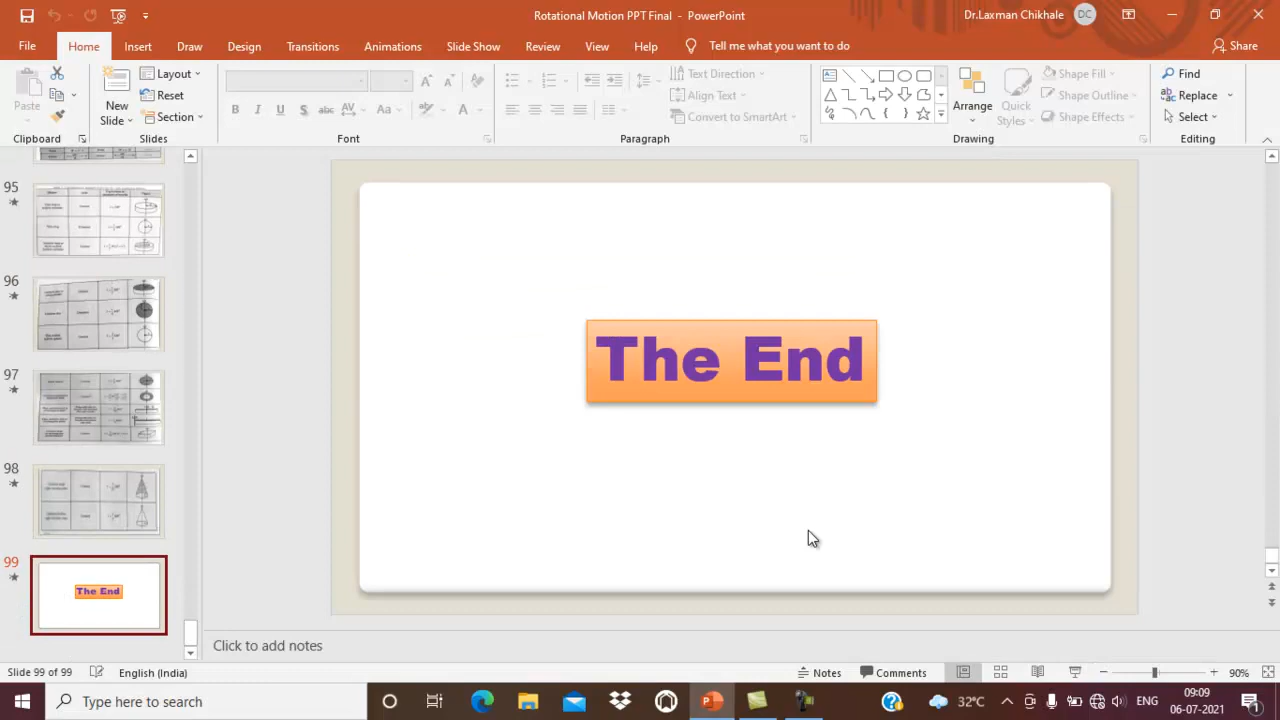 Rotational Motion PPT Final - PowerPoint
Dr.Laxman Chikhale DC
File Home Insert Draw Design Transitions Animations Slide Show Review View Help Tell me what you want to do Share
Paste
New
Slide
Layout
Reset
Section
B I U S abc AV Aa A
Text Direction
Align Text
Convert to SmartArt
Arrange
Quick
Styles
Shape Fill
Shape Outline
Shape Effects
Find
Replace
Select
Clipboard Slides Font Paragraph Drawing Editing
95
96
97
98
99
The End
The End
Click to add notes
Slide 99 of 99 English (India) Notes Comments 90%
Type here to search
32°C ENG
09:09
06-07-2021
1